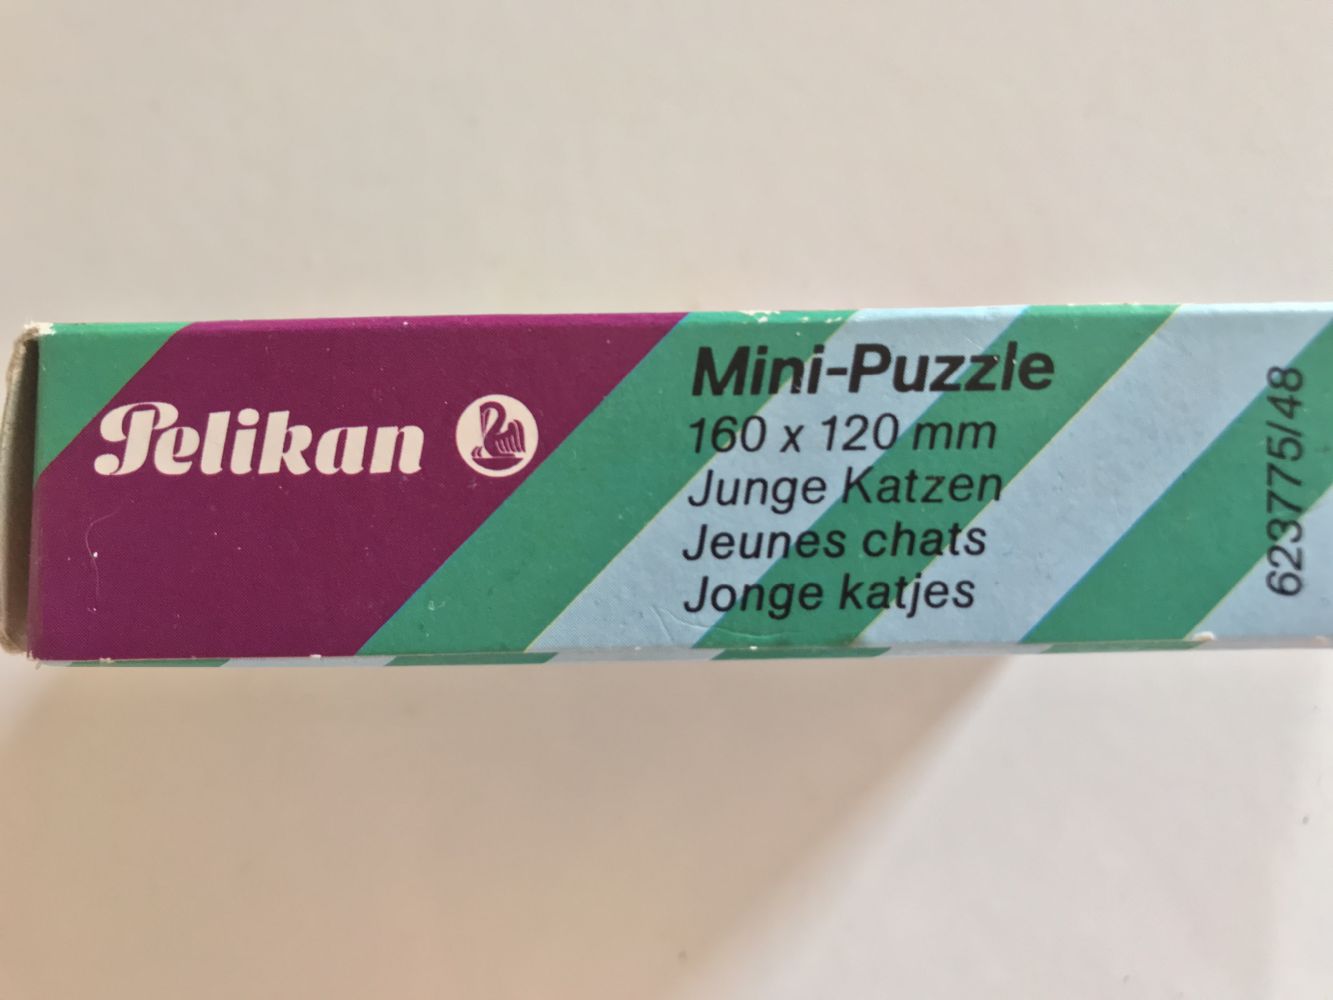 Pelikan
Mini-Puzzle
160 x 120 mm
Junge Katzen
Jeunes chats
Jonge katjes
623775/48